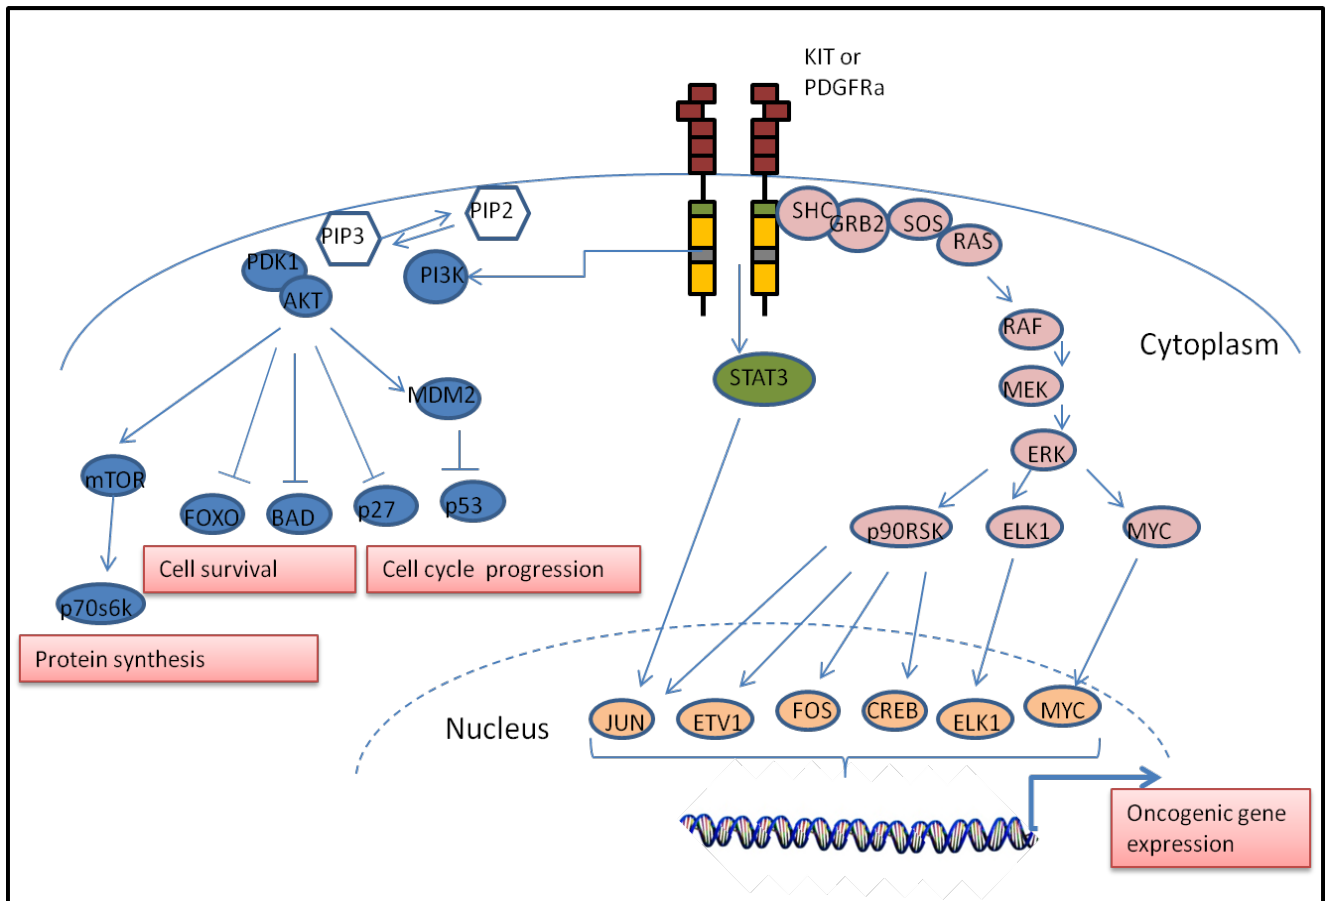 KIT or
PDGFRa
PIP2
PIP3
SHC
GRB2
SOS
RAS
PDK1
AKT
PI3K
RAF
Cytoplasm
STAT3
MEK
MDM2
ERK
mTOR
FOXO
BAD
p27
p53
p90RSK
ELK1
MYC
Cell survival
Cell cycle progression
p70s6k
Protein synthesis
Nucleus
JUN
ETV1
FOS
CREB
ELK1
MYC
Oncogenic gene
expression